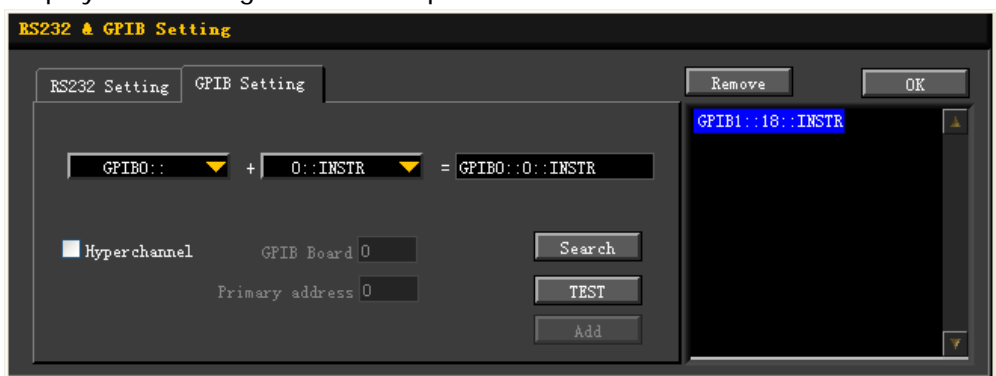 RS232 & GPIB Setting
RS232 Setting
GPIB Setting
Remove
OK
GPIB1::18::INSTR
GPIB0:: + 0::INSTR = GPIB0::0::INSTR
Hyperchannel
GPIB Board 0
Search
Primary address 0
TEST
Add